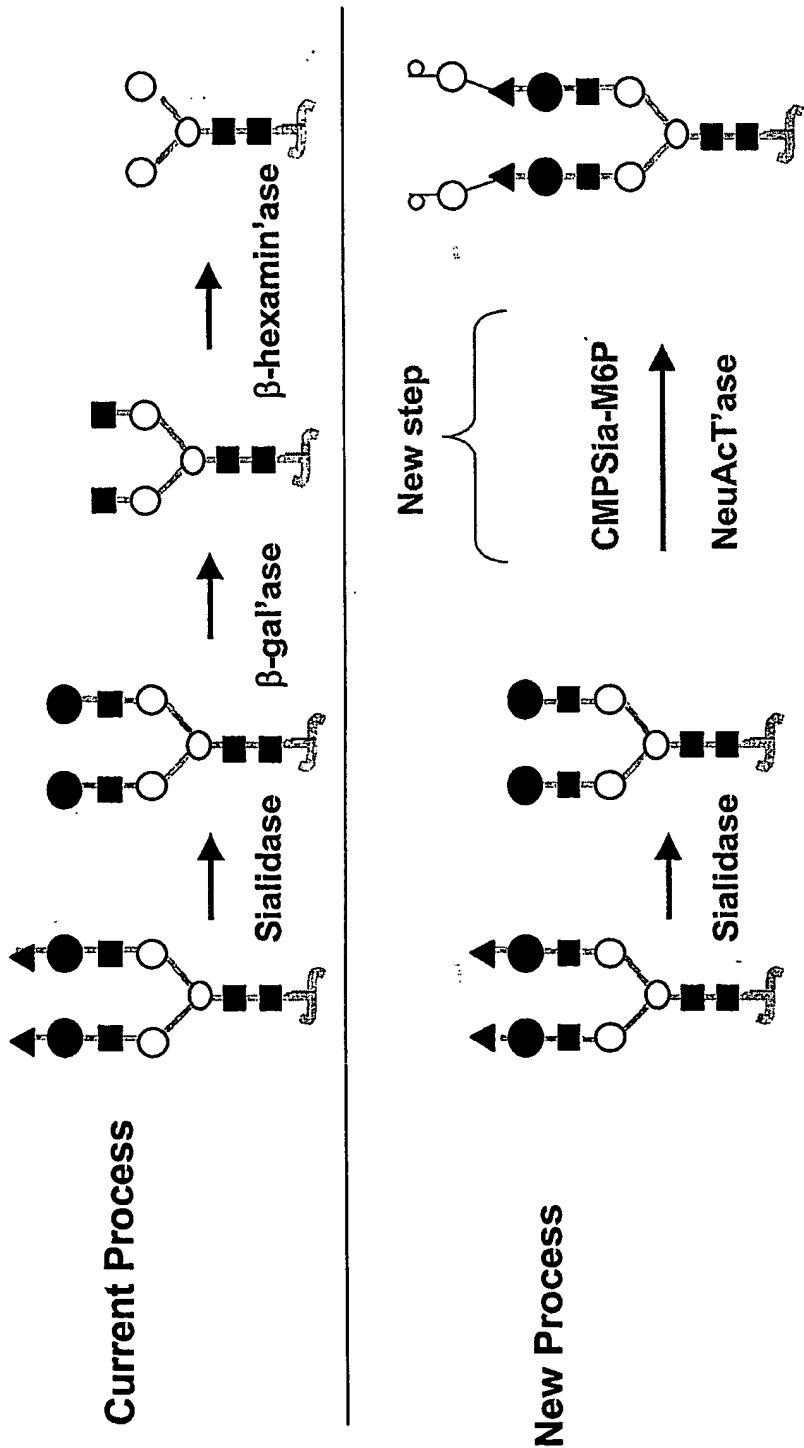 Current Process
Sialidase
β-gal'ase
β-hexamin'ase
New Process
Sialidase
New step
CMPSia-M6P
NeuAcT'ase